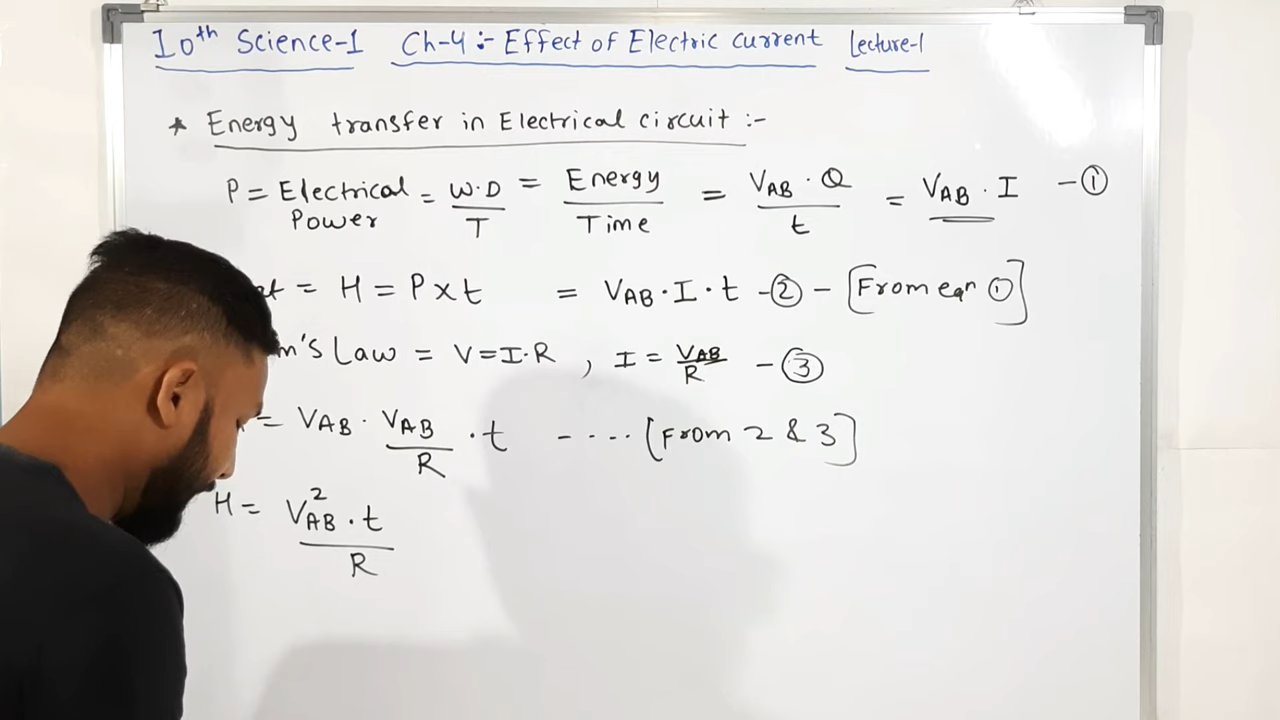 10th Science-1 Ch-4 :- Effect of Electric current Lecture-1
* Energy transfer in Electrical circuit :-
P = Electrical Power = W.D / T = Energy / Time = VAB · Q / t = VAB · I - ①
= H = P x t = VAB · I · t - ② - [From eqn ①]
Law = V = I·R , I = VAB / R - ③
= VAB · VAB / R · t - - - - [From 2 & 3]
H = V²AB · t / R